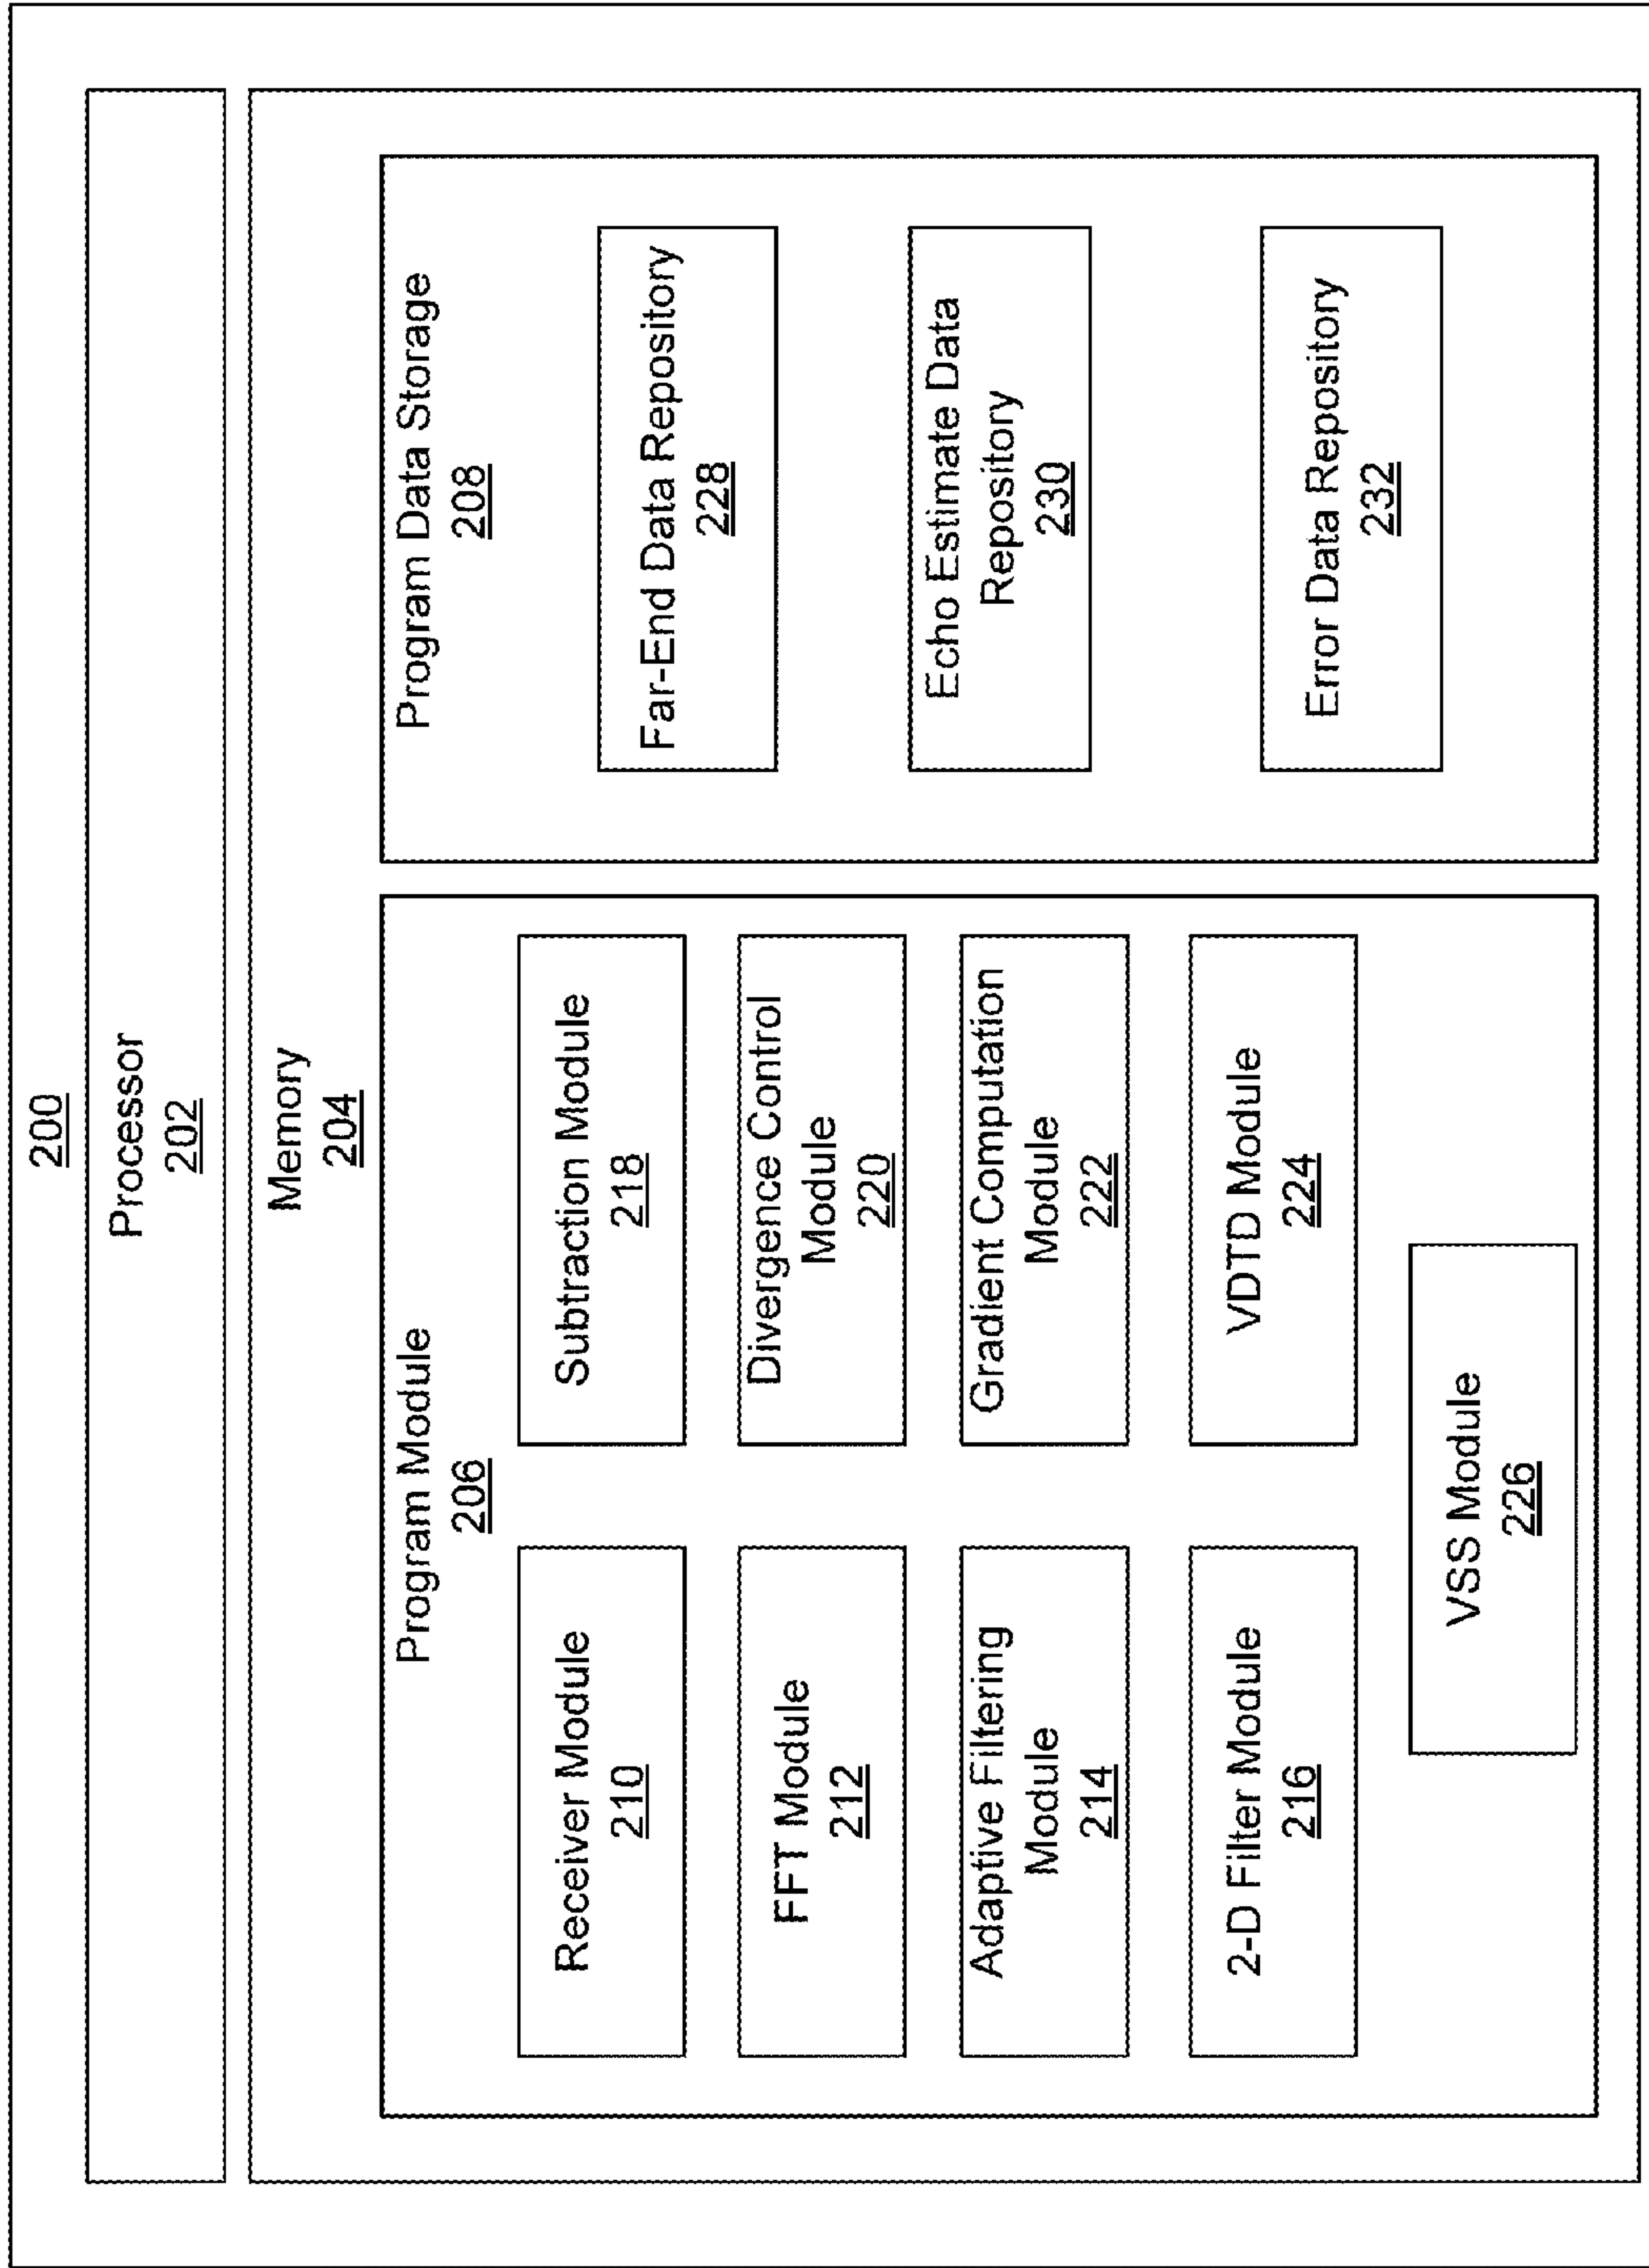 200
Processor
202
Memory
204
Program Module
206
Receiver Module
210
FFT Module
212
Adaptive Filtering
Module
214
2-D Filter Module
216
Subtraction Module
218
Divergence Control
Module
220
Gradient Computation
Module
222
VDTD Module
224
VSS Module
226
Program Data Storage
208
Far-End Data Repository
228
Echo Estimate Data
Repository
230
Error Data Repository
232